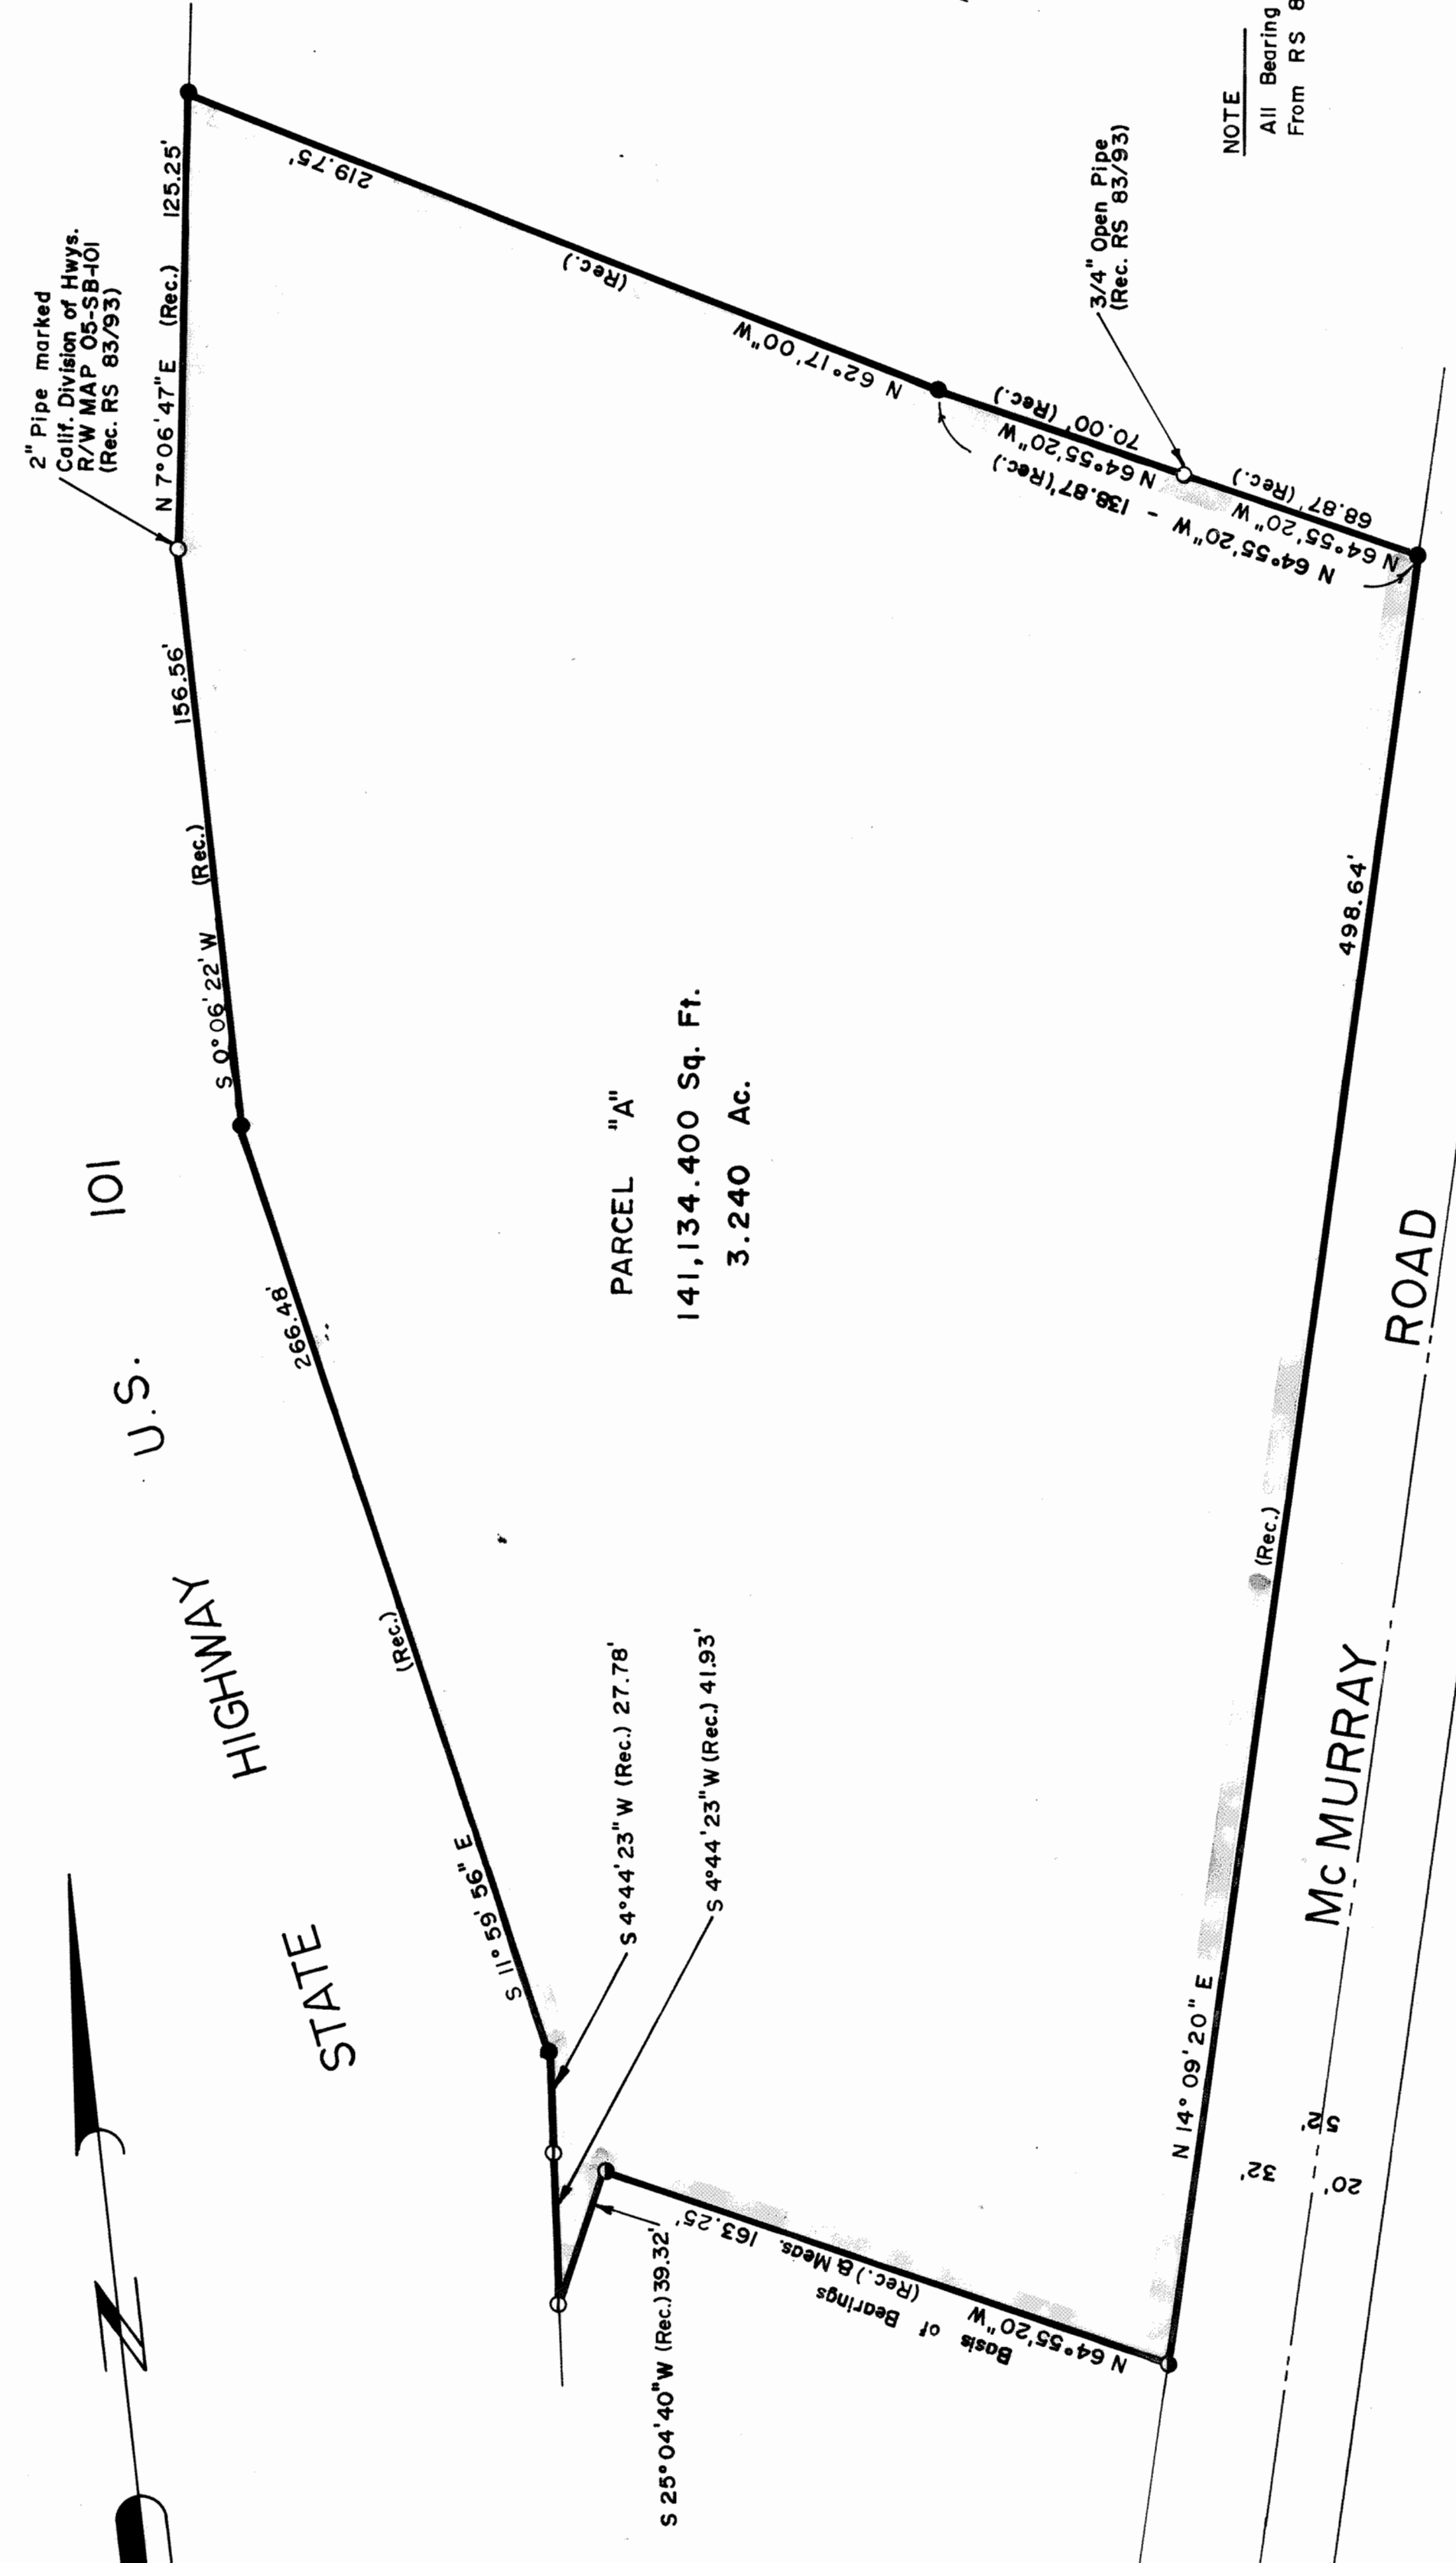 2" Pipe marked
Calif. Division of Hwys.
R/W MAP 05-SB-101
(Rec. RS 83/93)
N 7°06'47"E (Rec.) 125.25'
156.56'
(Rec.)
S 0°06'22'W
266.48'
(Rec.)
S 11°59'56" E
STATE HIGHWAY U.S. 101
219.75'
(Rec.)
N 62°17'00"W
3/4" Open Pipe
(Rec. RS 83/93)
70.00' (Rec.)
N 64°55'20"W
N 64°55'20"W - 138.87'(Rec.)
68.87' (Rec.)
N 64°55'20"W
NOTE
All Bearing
From RS 8
PARCEL "A"
141,134.400 Sq. Ft.
3.240 Ac.
S 4°44'23"W (Rec.) 27.78'
S 4°44'23"W (Rec.) 41.93'
S 25°04'40"W (Rec.) 39.32'
163.25'
(Rec.) & Meas.
Basis of Bearings
N 64°55'20"W
N 14°09'20" E
(Rec.)
498.64'
McMURRAY ROAD
52'
32'
20'
N